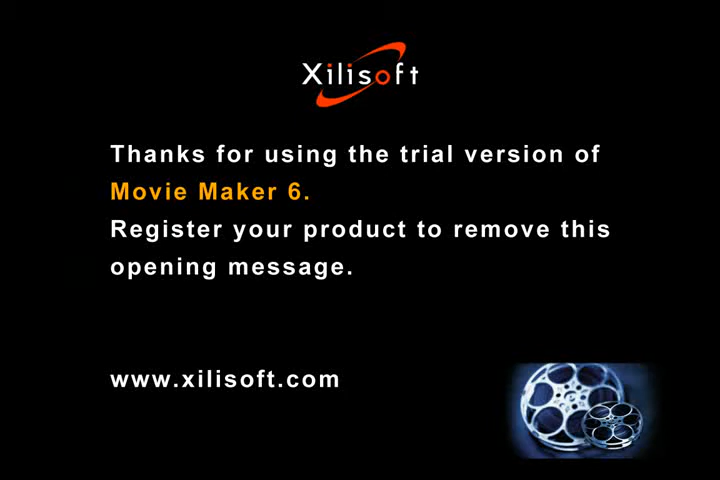 Xilisoft
Thanks for using the trial version of
Movie Maker 6.
Register your product to remove this
opening message.
www.xilisoft.com